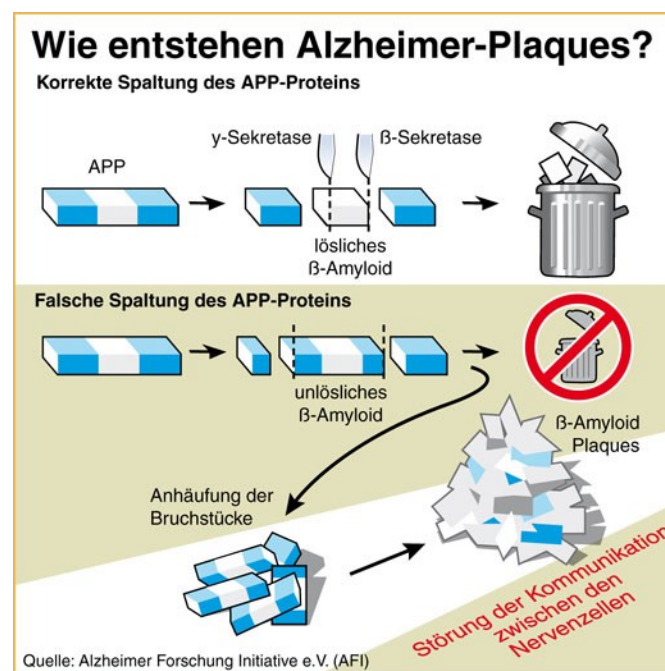 Wie entstehen Alzheimer-Plaques?
Korrekte Spaltung des APP-Proteins
y-Sekretase
ß-Sekretase
APP
lösliches
ß-Amyloid
Falsche Spaltung des APP-Proteins
unlösliches
ß-Amyloid
ß-Amyloid
Plaques
Anhäufung der
Bruchstücke
Störung der Kommunikation
zwischen den
Nervenzellen
Quelle: Alzheimer Forschung Initiative e.V. (AFI)